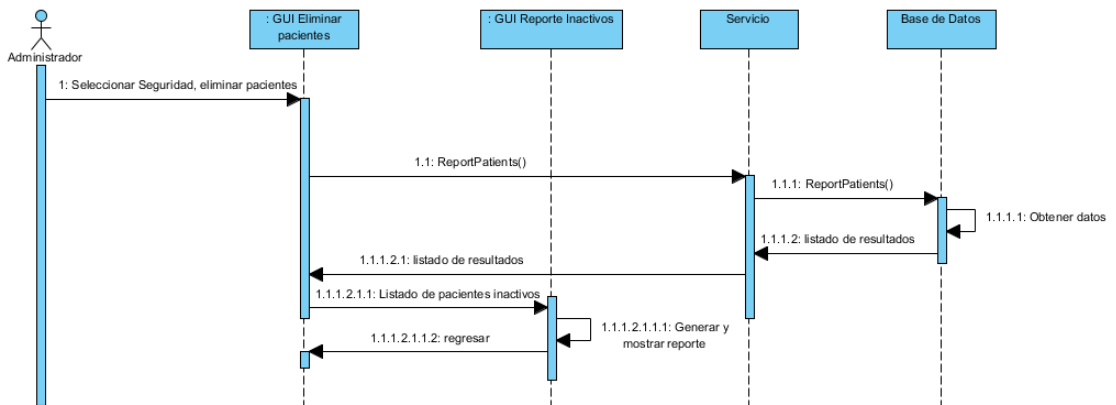 : GUI Eliminar
pacientes
: GUI Reporte Inactivos
Servicio
Base de Datos
Administrador
1: Seleccionar Seguridad, eliminar pacientes
1.1: ReportPatients()
1.1.1: ReportPatients()
1.1.1.1: Obtener datos
1.1.1.2: listado de resultados
1.1.1.2.1: listado de resultados
1.1.1.2.1.1: Listado de pacientes inactivos
1.1.1.2.1.1.1: Generar y
mostrar reporte
1.1.1.2.1.1.2: regresar